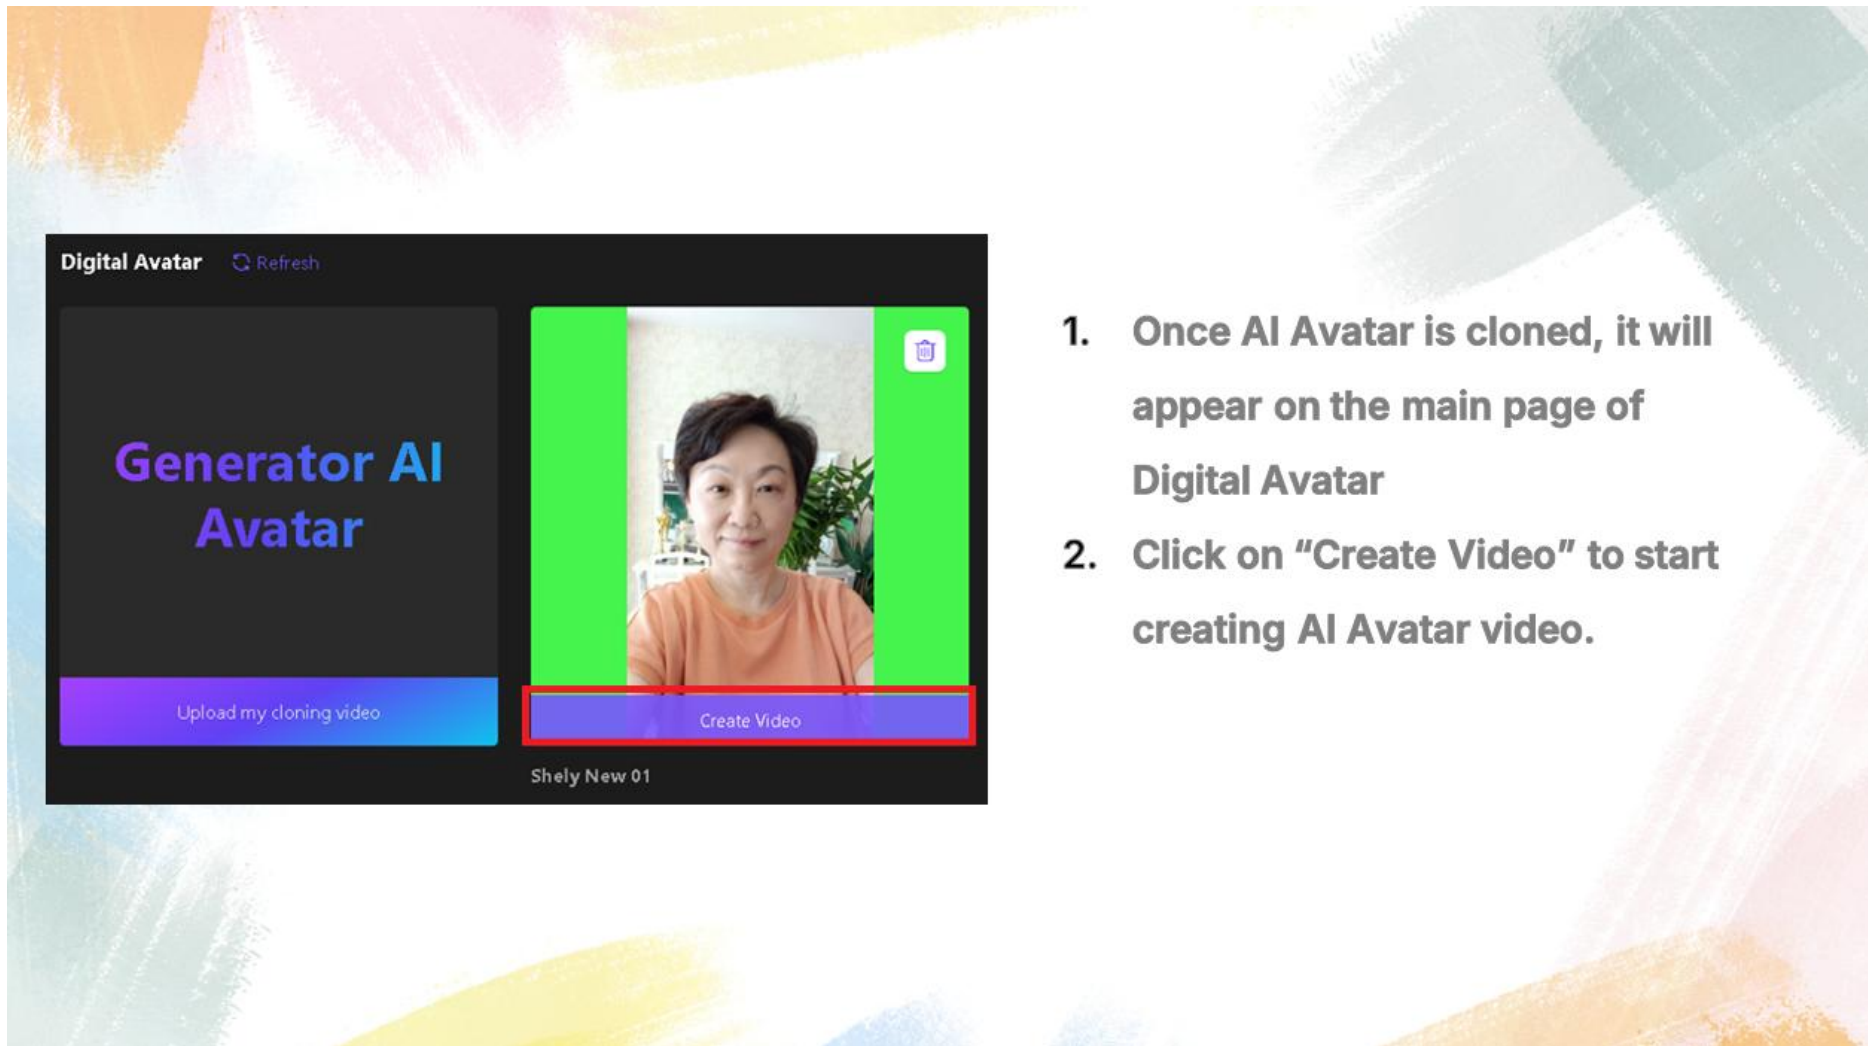 Digital Avatar Refresh
Generator AI
Avatar
Upload my cloning video
Create Video
Shely New 01
1. Once AI Avatar is cloned, it will
appear on the main page of
Digital Avatar
2. Click on “Create Video” to start
creating AI Avatar video.